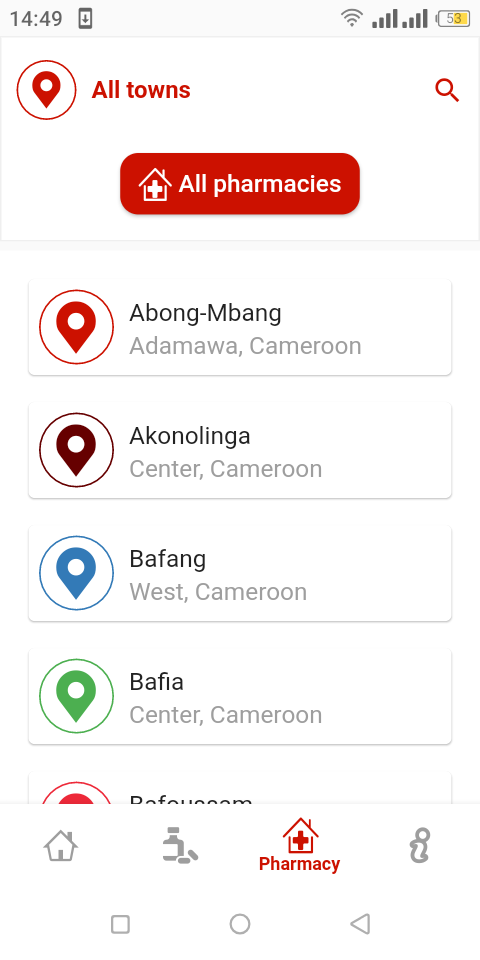 14:49
53
All towns
All pharmacies
Abong-Mbang
Adamawa, Cameroon
Akonolinga
Center, Cameroon
Bafang
West, Cameroon
Bafia
Center, Cameroon
Bafoussam
Pharmacy